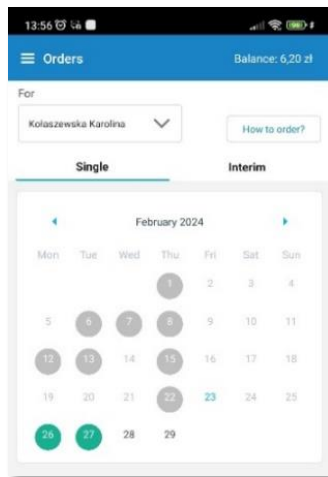 13:56
Orders
Balance: 6,20 zł
For
Kolaszewska Karolina
How to order?
Single
Interim
February 2024
Mon Tue Wed Thu Fri Sat Sun
1 2 3 4
5 6 7 8 9 10 11
12 13 14 15 16 17 18
19 20 21 22 23 24 25
26 27 28 29